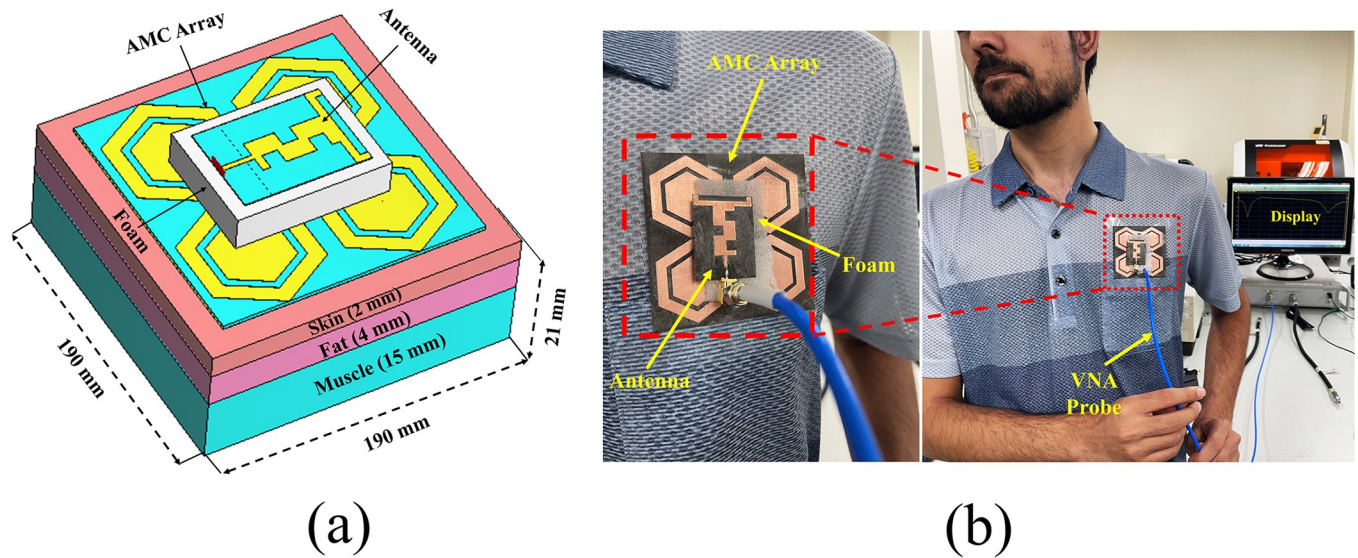 AMC Array
Antenna
Foam
Skin (2 mm)
Fat (4 mm)
Muscle (15 mm)
190 mm
190 mm
21 mm
(a)
AMC Array
Foam
Antenna
Display
VNA
Probe
(b)